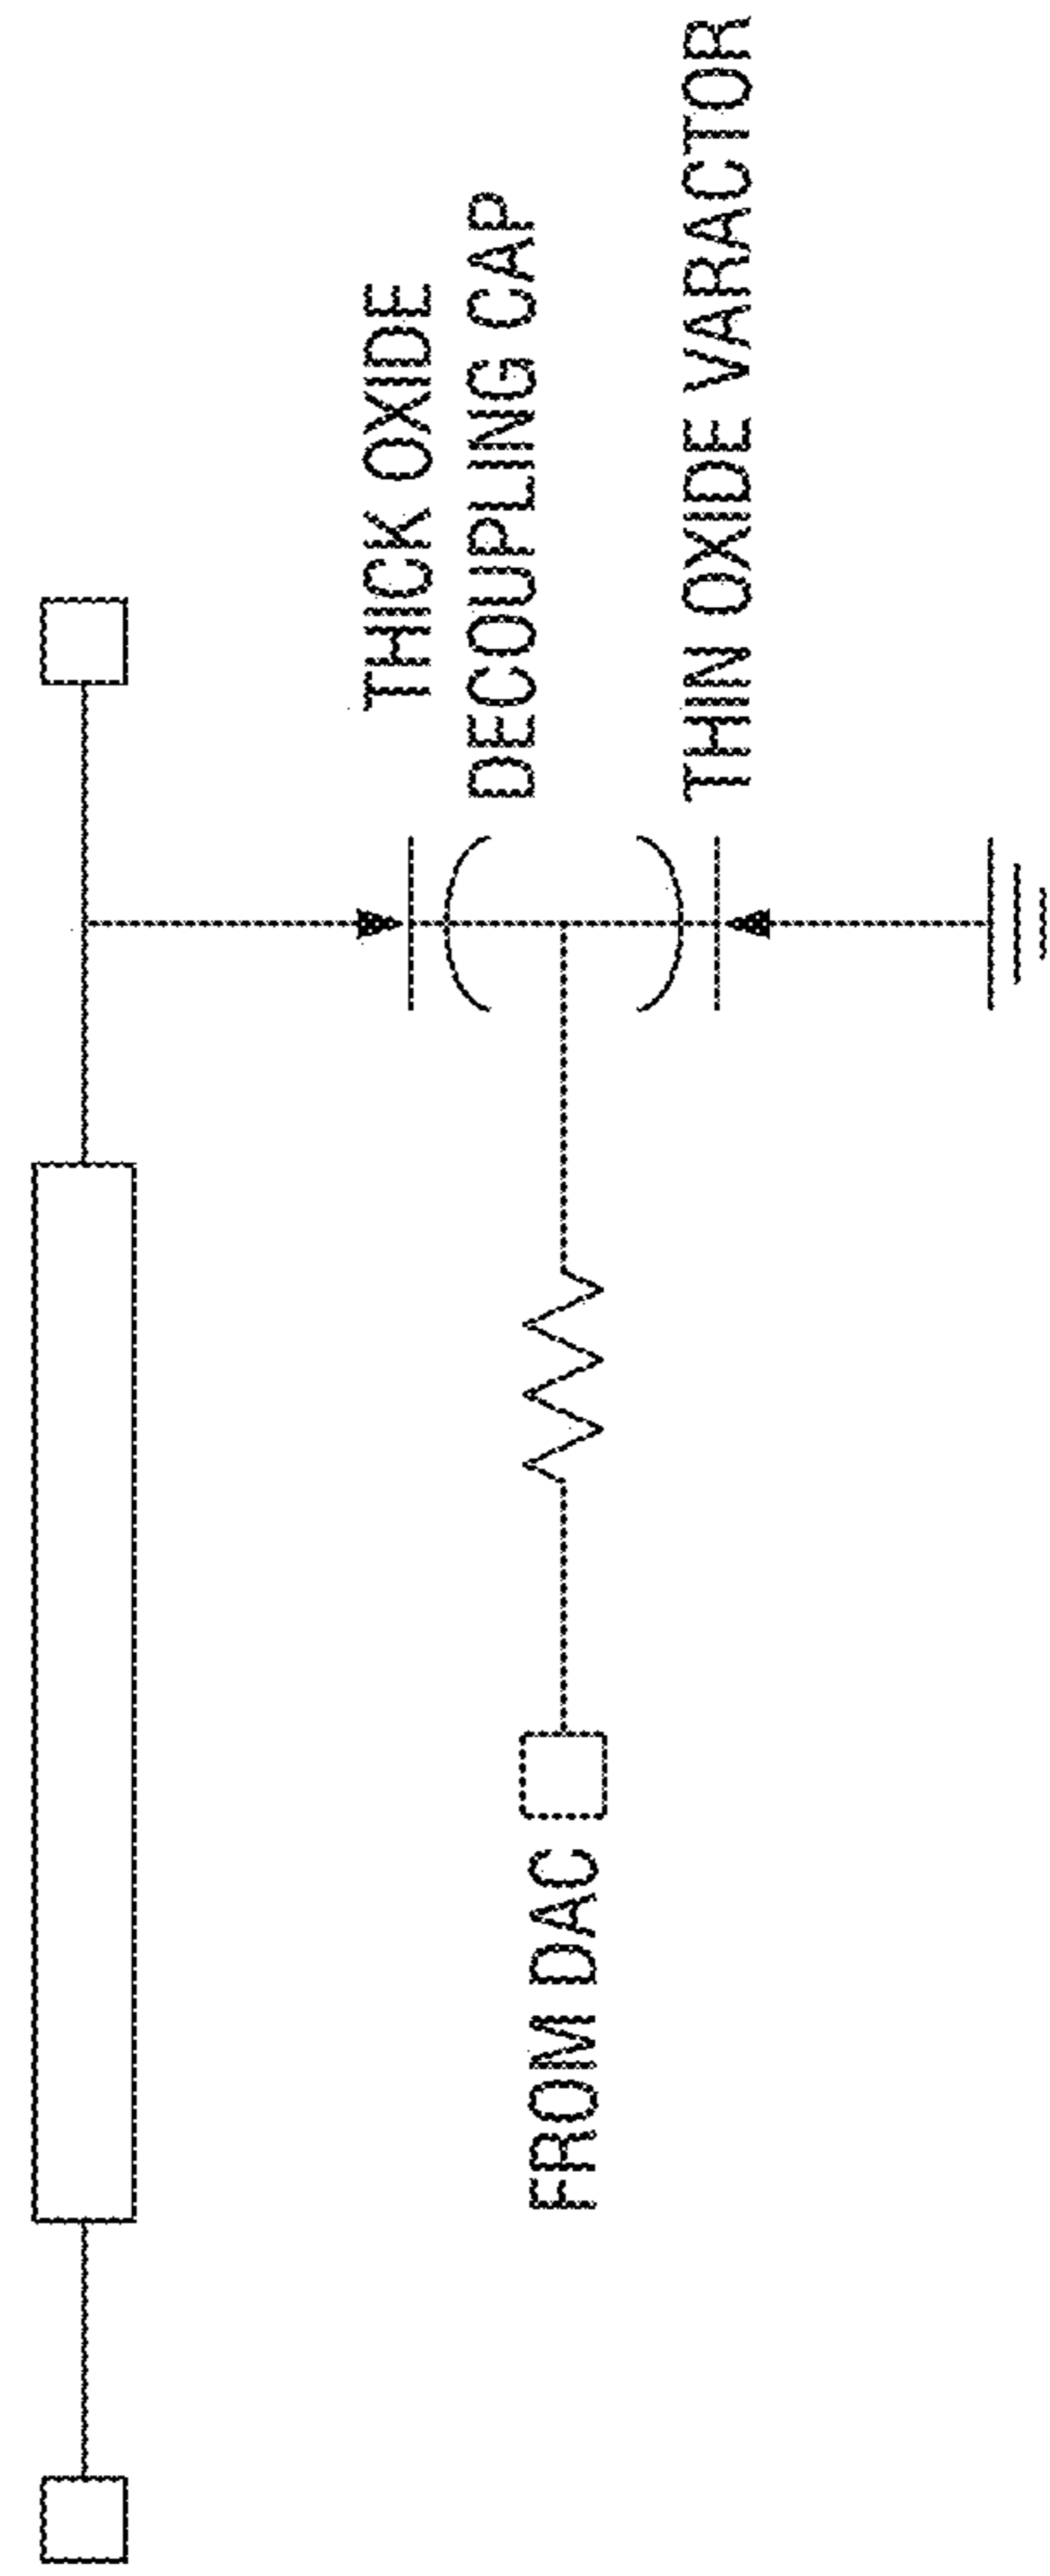 THICK OXIDE
DECOUPLING CAP
FROM DAC
THIN OXIDE VARACTOR